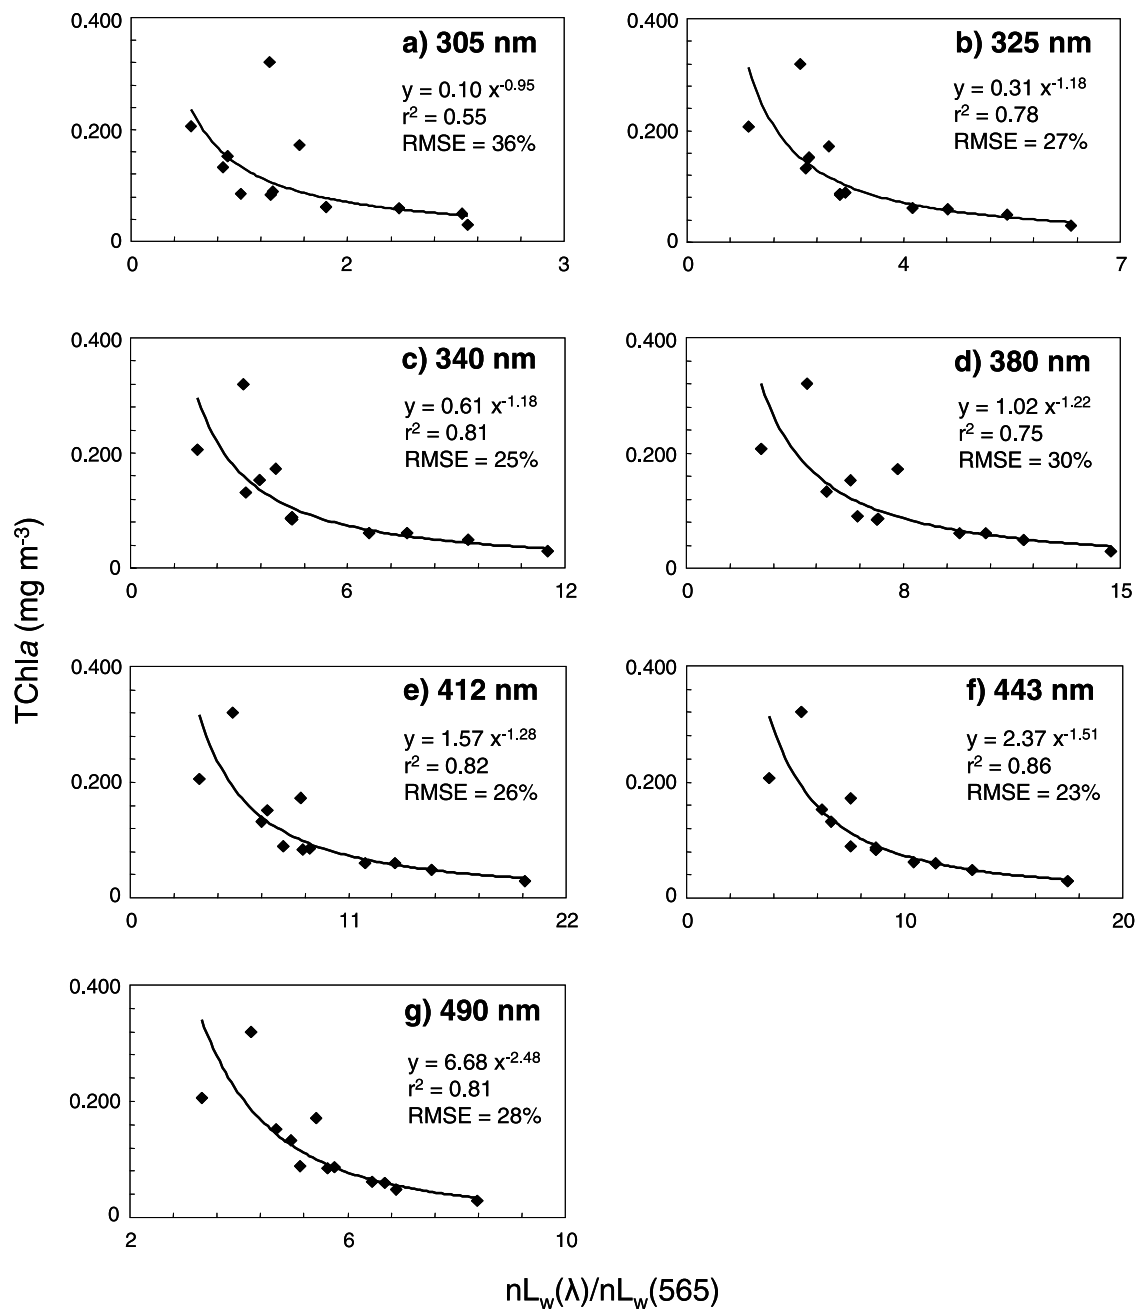 a) 305 nm
y = 0.10 x^-0.95
r² = 0.55
RMSE = 36%
0.400
0.200
0
0
2
3
b) 325 nm
y = 0.31 x^-1.18
r² = 0.78
RMSE = 27%
0.400
0.200
0
0
4
7
c) 340 nm
y = 0.61 x^-1.18
r² = 0.81
RMSE = 25%
0.400
0.200
0
0
6
12
d) 380 nm
y = 1.02 x^-1.22
r² = 0.75
RMSE = 30%
0.400
0.200
0
0
8
15
e) 412 nm
y = 1.57 x^-1.28
r² = 0.82
RMSE = 26%
0.400
0.200
0
0
11
22
f) 443 nm
y = 2.37 x^-1.51
r² = 0.86
RMSE = 23%
0.400
0.200
0
0
10
20
g) 490 nm
y = 6.68 x^-2.48
r² = 0.81
RMSE = 28%
0.400
0.200
0
2
6
10
TChla (mg m^-3)
nL_w(λ)/nL_w(565)